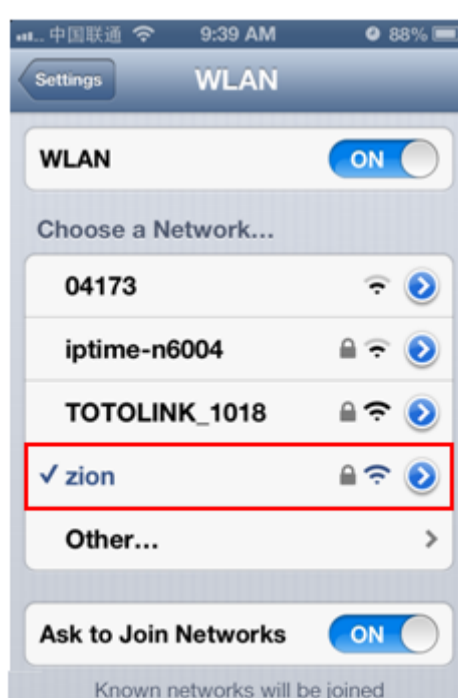 中国联通 9:39 AM 88%
Settings WLAN
WLAN ON
Choose a Network...
04173
iptime-n6004
TOTOLINK_1018
✓ zion
Other...
Ask to Join Networks ON
Known networks will be joined